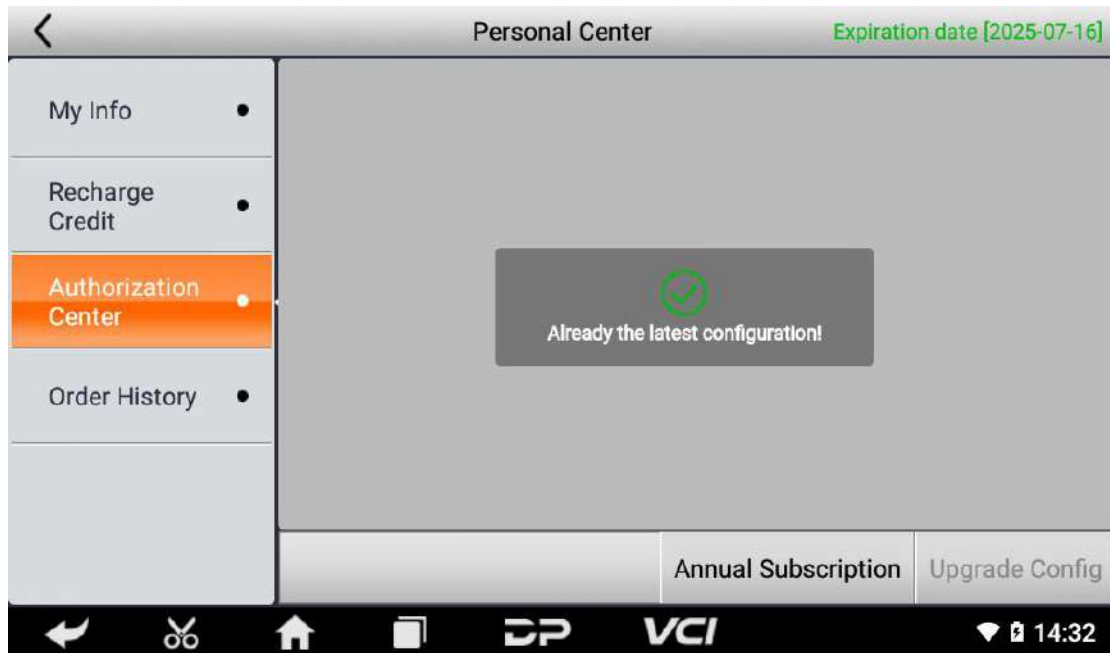 Personal Center
Expiration date [2025-07-16]
My Info
Recharge
Credit
Authorization
Center
Order History
Already the latest configuration!
Annual Subscription
Upgrade Config
DP
VCI
14:32